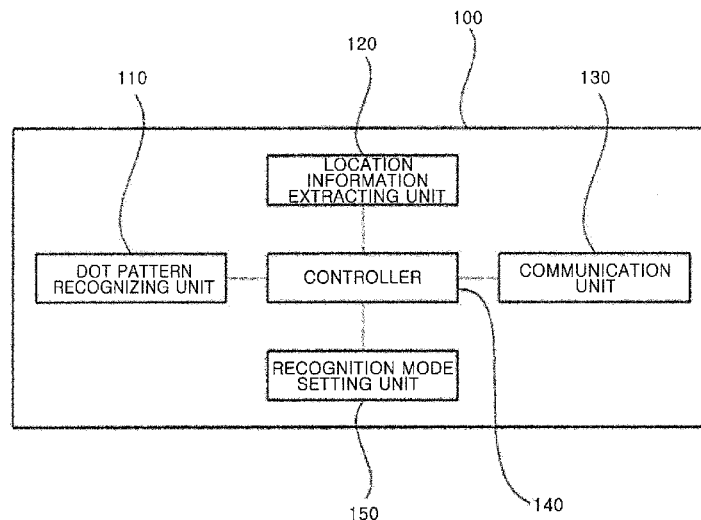 100
120
110
130
LOCATION
INFORMATION
EXTRACTING UNIT
DOT PATTERN
RECOGNIZING UNIT
CONTROLLER
COMMUNICATION
UNIT
RECOGNITION MODE
SETTING UNIT
150
140